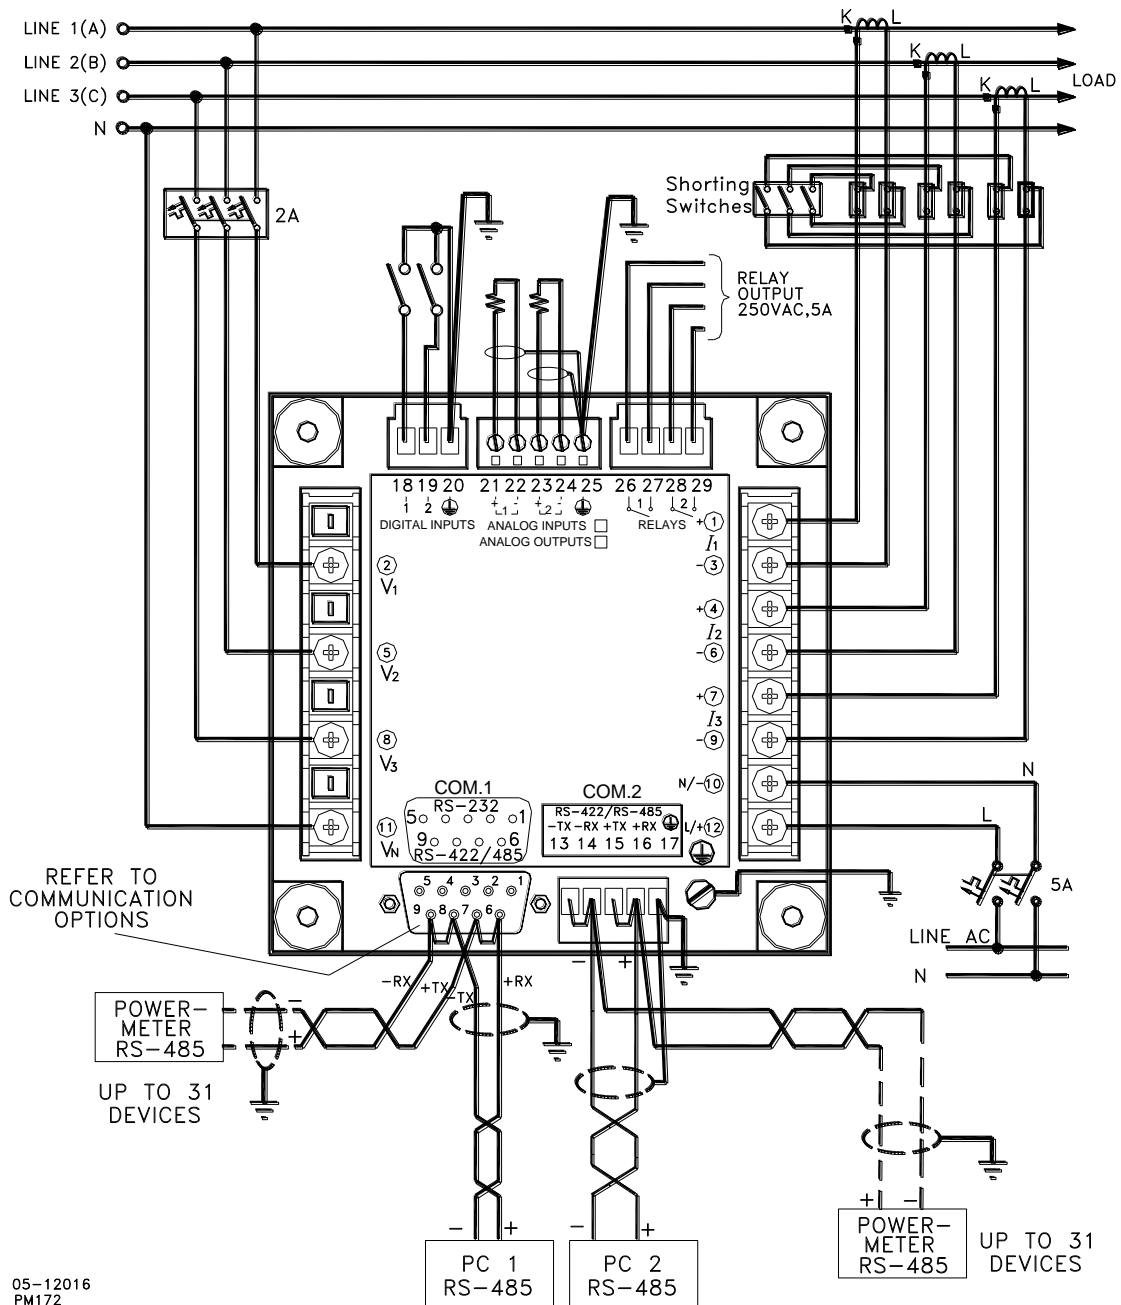 LINE 1(A)
LINE 2(B)
LINE 3(C)
N
K L
K L
K L
LOAD
2A
Shorting
Switches
RELAY
OUTPUT
250VAC,5A
18 19 20 21 22 23 24 25 26 27 28 29
1 2 + 1 - + 2 - 1 2
DIGITAL INPUTS
ANALOG INPUTS
ANALOG OUTPUTS
RELAYS
+1
I1
-3
+4
I2
-6
+7
I3
-9
N/-10
L/+12
2
V1
5
V2
8
V3
11
VN
COM.1
RS-232
5 1
9 6
RS-422/485
COM.2
RS-422/RS-485
-TX -RX +TX +RX
13 14 15 16 17
5 4 3 2 1
9 8 7 6
N
L
5A
LINE AC
N
REFER TO
COMMUNICATION
OPTIONS
-RX +TX -TX +RX
- +
POWER-
METER
RS-485
- +
UP TO 31
DEVICES
- +
PC 1
RS-485
- +
PC 2
RS-485
+ -
POWER-
METER
RS-485
UP TO 31
DEVICES
05-12016
PM172